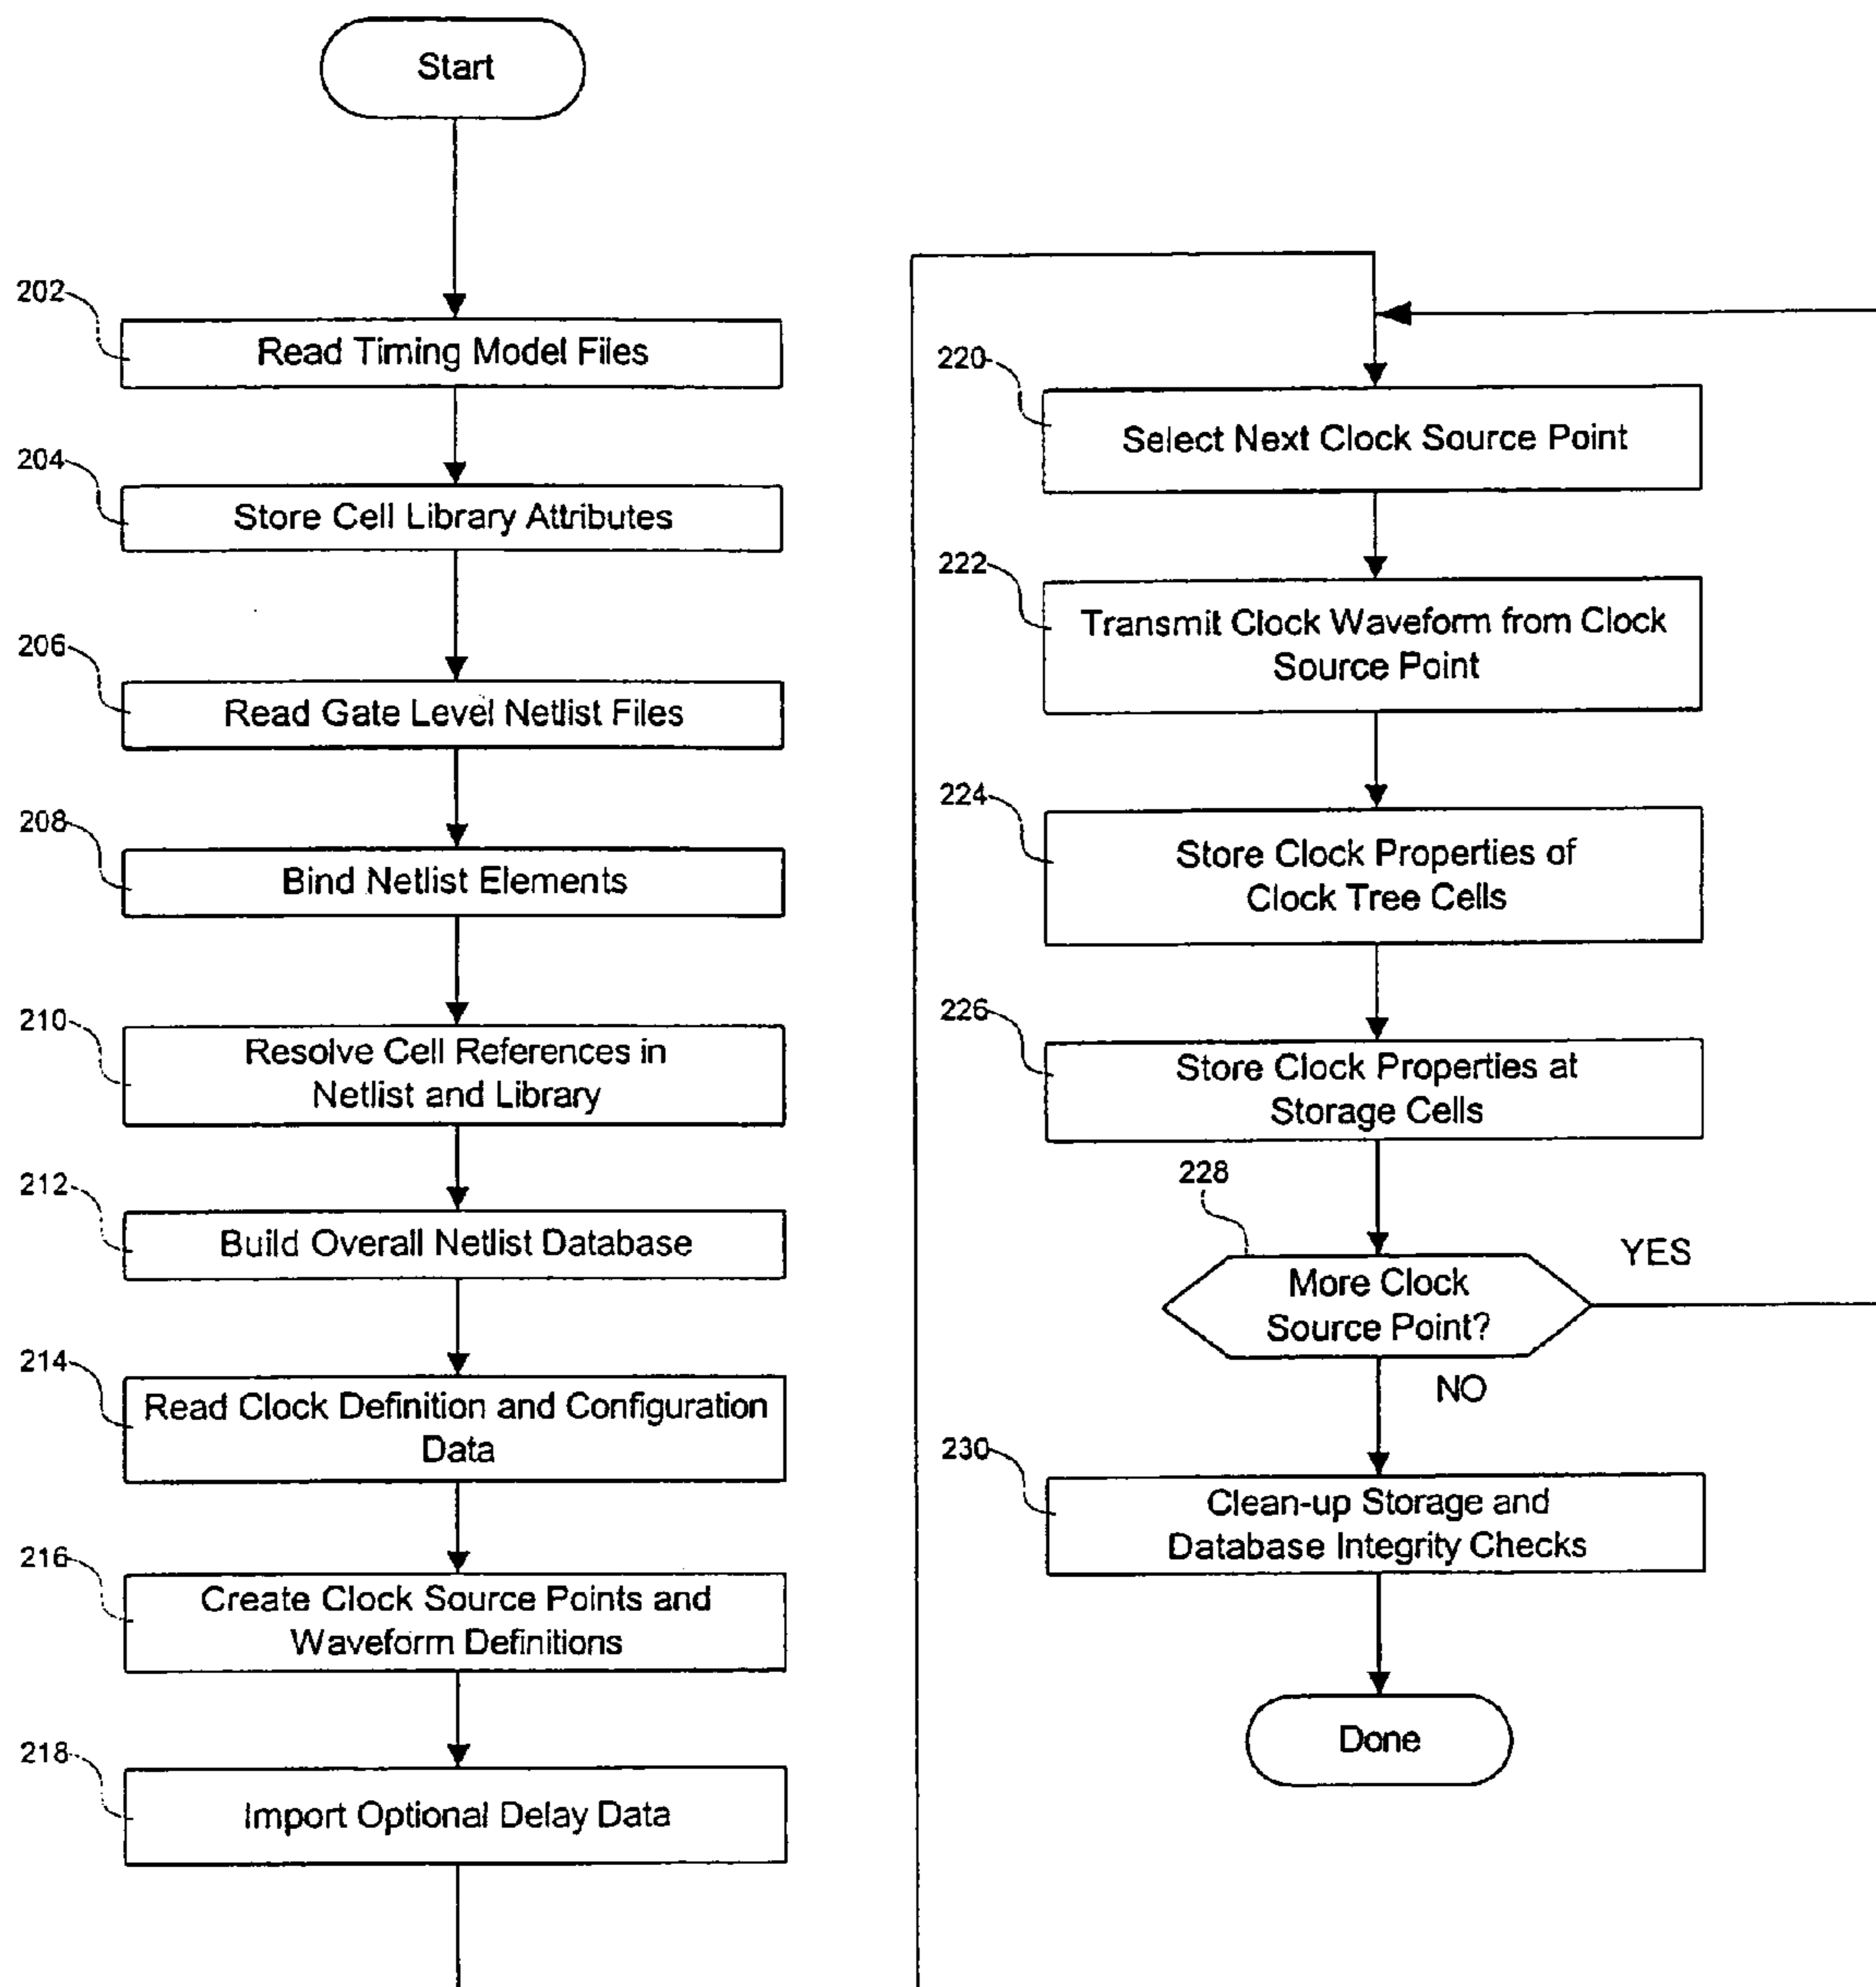 Start
202
Read Timing Model Files
204
Store Cell Library Attributes
206
Read Gate Level Netlist Files
208
Bind Netlist Elements
210
Resolve Cell References in
Netlist and Library
212
Build Overall Netlist Database
214
Read Clock Definition and Configuration
Data
216
Create Clock Source Points and
Waveform Definitions
218
Import Optional Delay Data
220
Select Next Clock Source Point
222
Transmit Clock Waveform from Clock
Source Point
224
Store Clock Properties of
Clock Tree Cells
226
Store Clock Properties at
Storage Cells
228
More Clock
Source Point?
YES
NO
230
Clean-up Storage and
Database Integrity Checks
Done